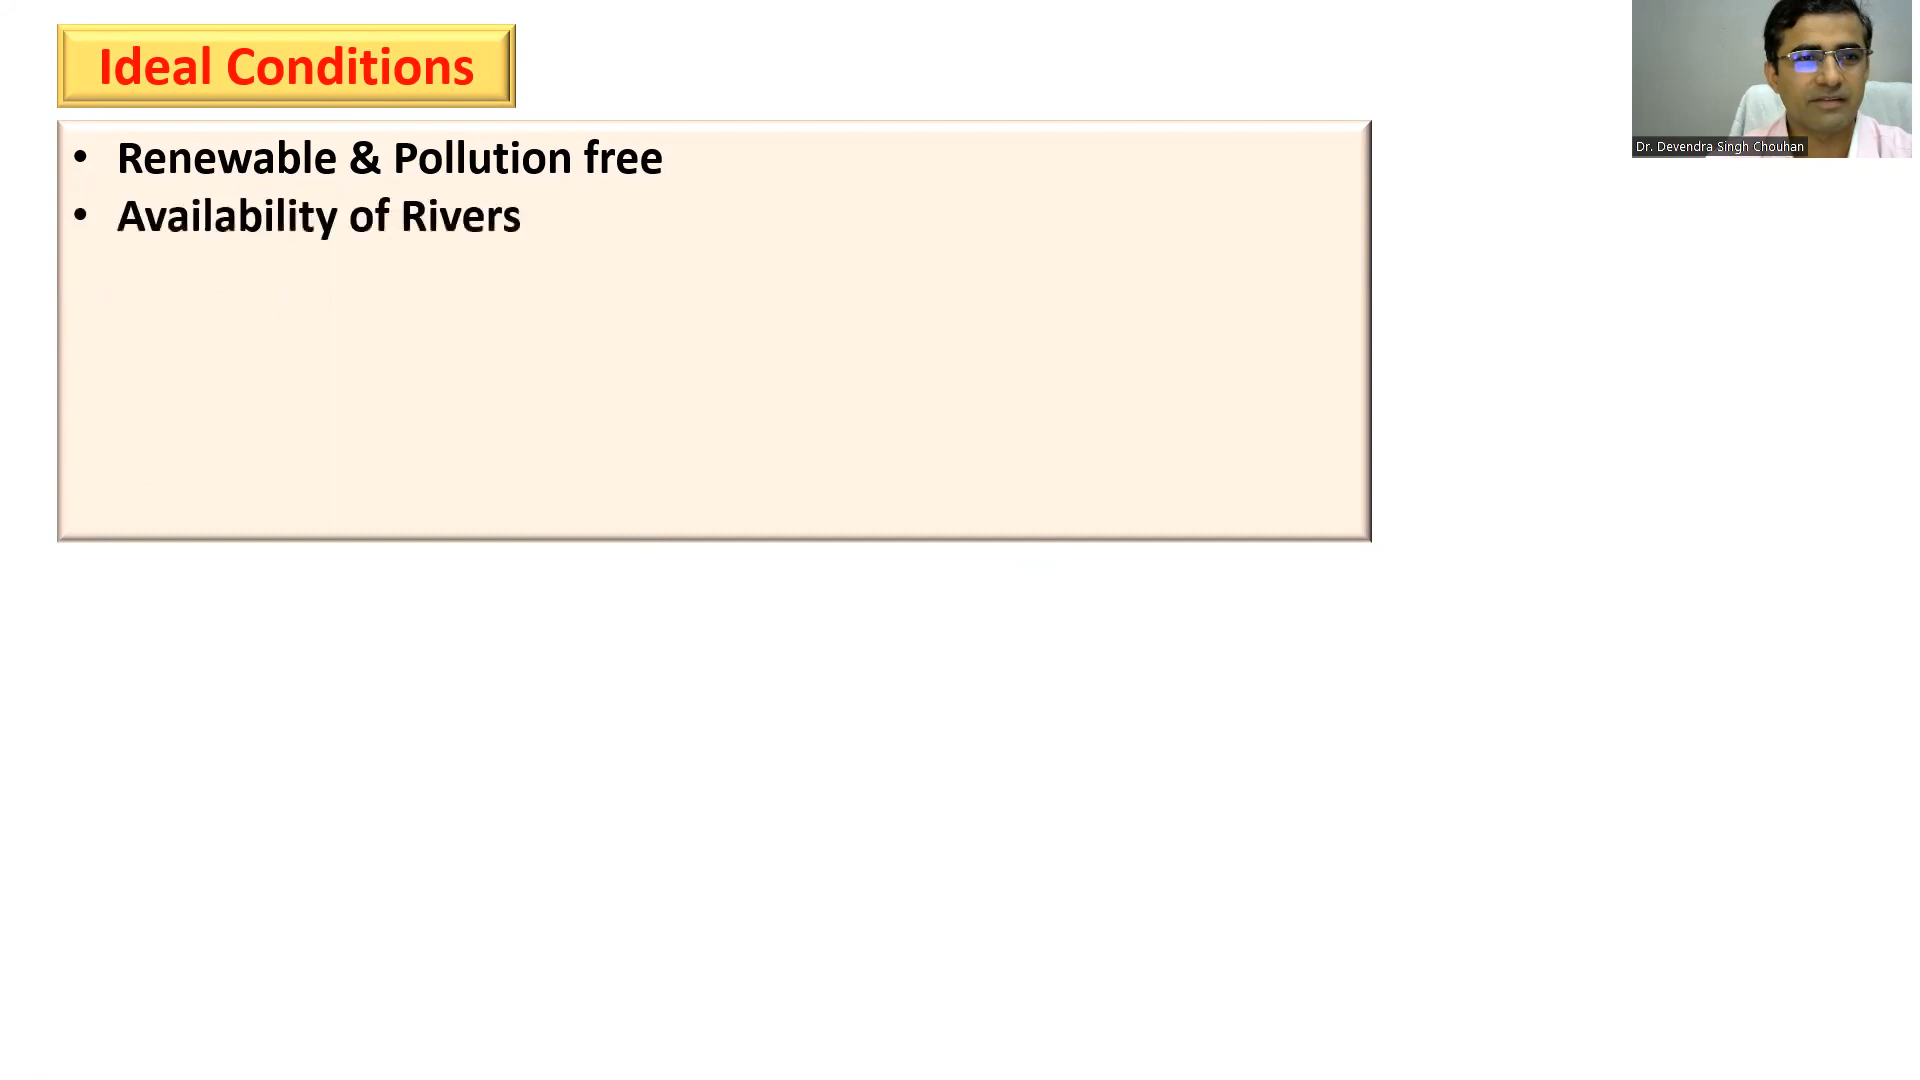 Ideal Conditions
• Renewable & Pollution free
• Availability of Rivers
Dr. Devendra Singh Chouhan